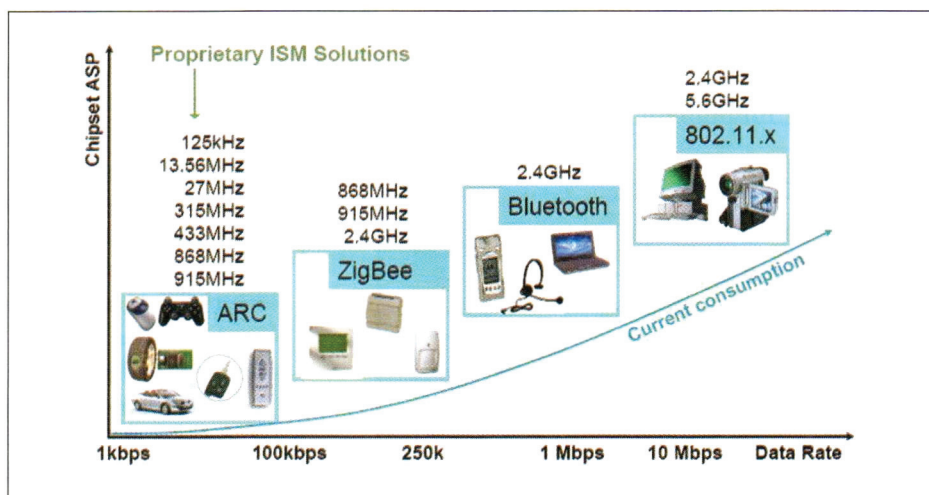 Proprietary ISM Solutions
Chipset ASP
125kHz
13.56MHz
27MHz
315MHz
433MHz
868MHz
915MHz
ARC
868MHz
915MHz
2.4GHz
ZigBee
2.4GHz
Bluetooth
2.4GHz
5.6GHz
802.11.x
Current consumption
1kbps 100kbps 250k 1 Mbps 10 Mbps Data Rate